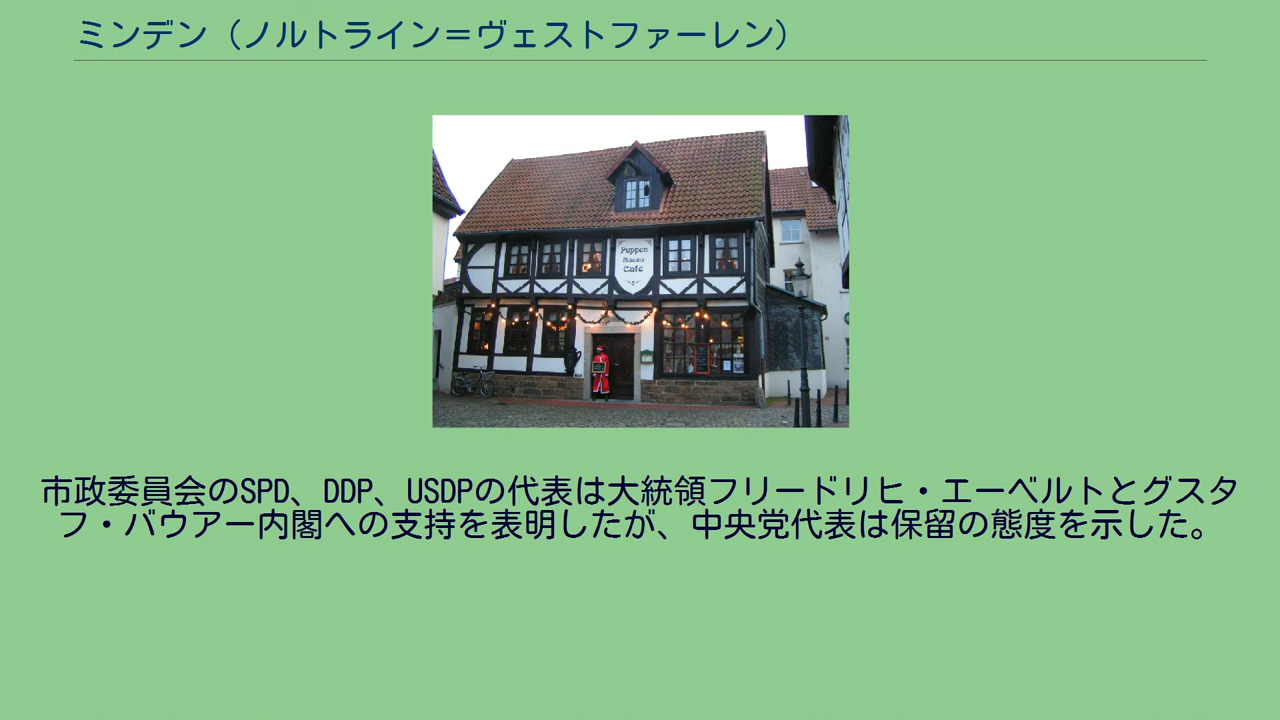 ミンデン（ノルトライン＝ヴェストファーレン）
Puppen
Museums
Café
市政委員会のSPD、DDP、USDPの代表は大統領フリードリヒ・エーベルトとグスタ
フ・バウアー内閣への支持を表明したが、中央党代表は保留の態度を示した。